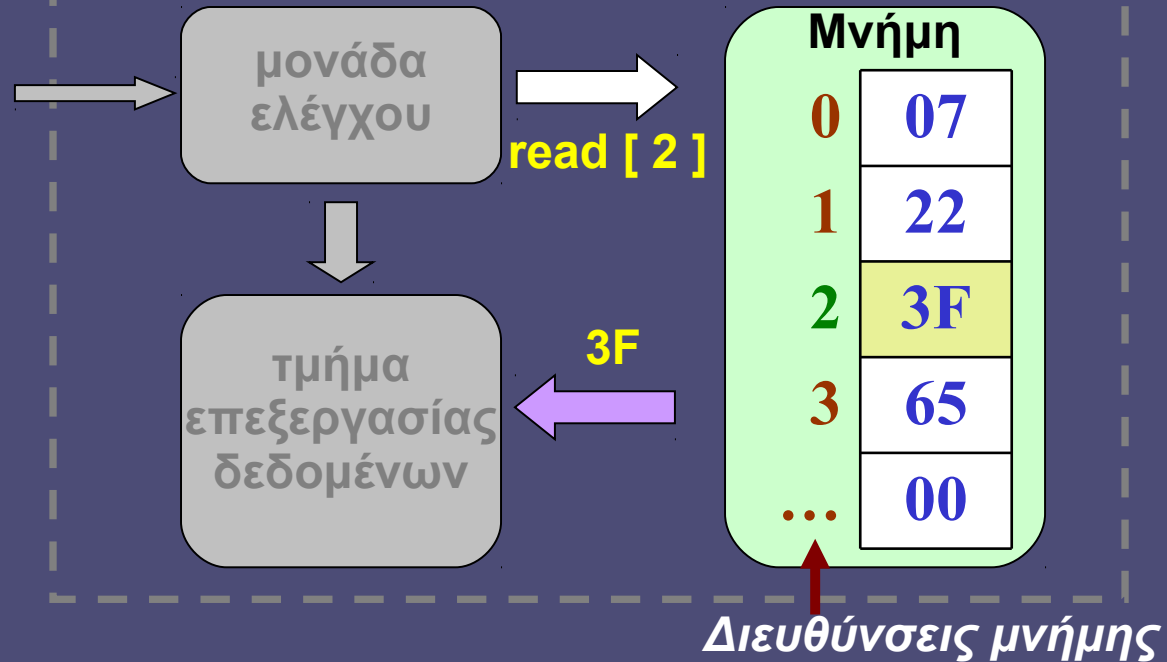 μονάδα
ελέγχου
read [ 2 ]
τμήμα
επεξεργασίας
δεδομένων
3F
Μνήμη
0 07
1 22
2 3F
3 65
... 00
Διευθύνσεις μνήμης